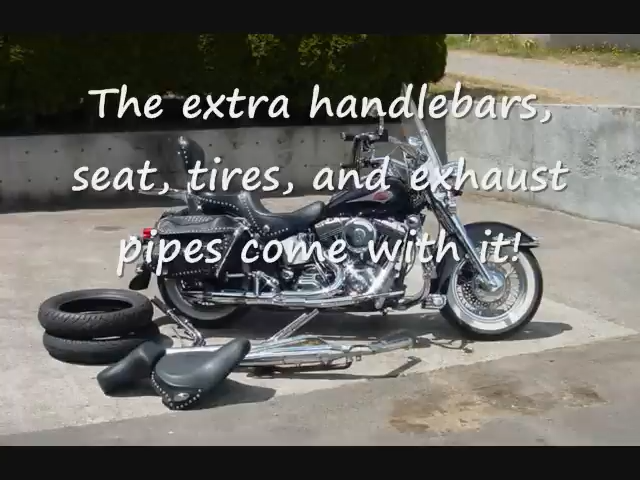 The extra handlebars,
seat, tires, and exhaust
pipes come with it!